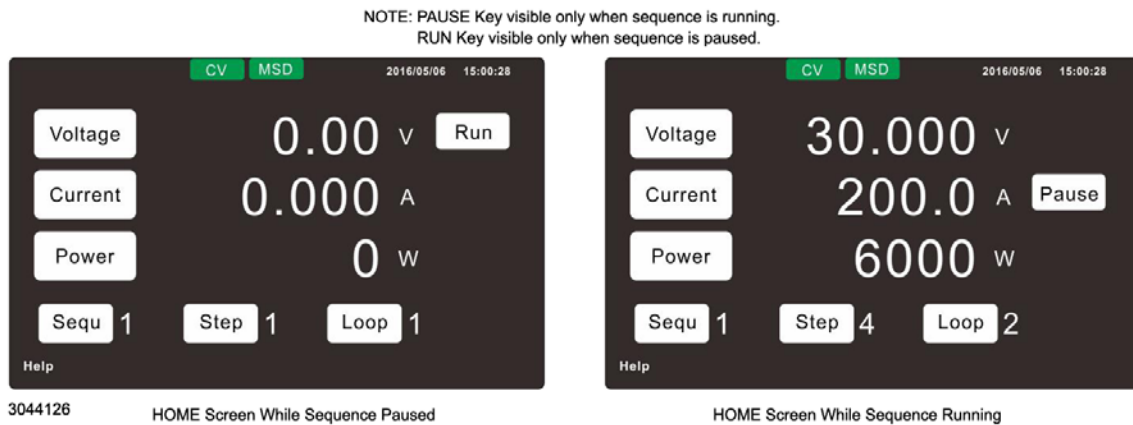 NOTE: PAUSE Key visible only when sequence is running.
RUN Key visible only when sequence is paused.
CV MSD 2016/05/06 15:00:28
Voltage 0.00 V Run
Current 0.000 A
Power 0 W
Sequ 1 Step 1 Loop 1
Help
CV MSD 2016/05/06 15:00:28
Voltage 30.000 V
Current 200.0 A Pause
Power 6000 W
Sequ 1 Step 4 Loop 2
Help
3044126
HOME Screen While Sequence Paused
HOME Screen While Sequence Running